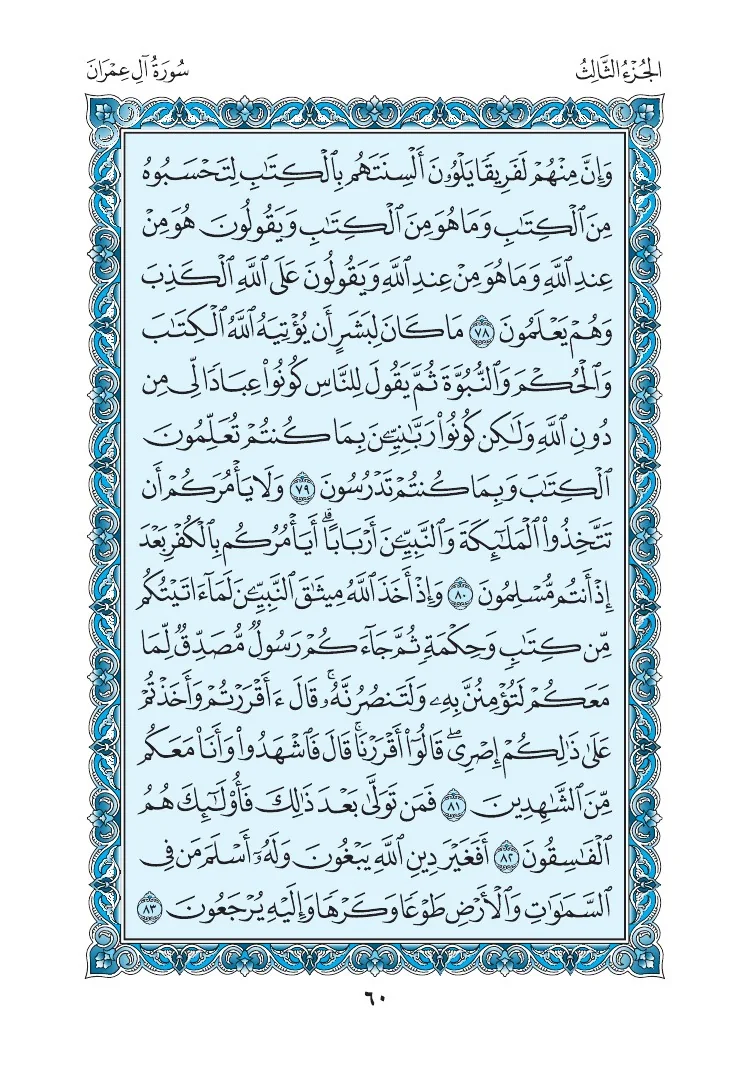 الجُزْءُ الثَّالِثُ
سُورَةُ آلِ عِمْرَانَ
وَإِنَّ مِنْهُمْ لَفَرِيقًا يَلْوُۥنَ أَلْسِنَتَهُم بِٱلْكِتَٰبِ لِتَحْسَبُوهُ
مِنَ ٱلْكِتَٰبِ وَمَا هُوَ مِنَ ٱلْكِتَٰبِ وَيَقُولُونَ هُوَ مِنْ
عِندِ ٱللَّهِ وَمَا هُوَ مِنْ عِندِ ٱللَّهِ وَيَقُولُونَ عَلَى ٱللَّهِ ٱلْكَذِبَ
وَهُمْ يَعْلَمُونَ ٧٨ مَا كَانَ لِبَشَرٍ أَن يُؤْتِيَهُ ٱللَّهُ ٱلْكِتَٰبَ
وَٱلْحُكْمَ وَٱلنُّبُوَّةَ ثُمَّ يَقُولَ لِلنَّاسِ كُونُوا۟ عِبَادًا لِّى مِن
دُونِ ٱللَّهِ وَلَٰكِن كُونُوا۟ رَبَّٰنِيِّۦنَ بِمَا كُنتُمْ تُعَلِّمُونَ
ٱلْكِتَٰبَ وَبِمَا كُنتُمْ تَدْرُسُونَ ٧٩ وَلَا يَأْمُرَكُمْ أَن
تَتَّخِذُوا۟ ٱلْمَلَٰٓئِكَةَ وَٱلنَّبِيِّۦنَ أَرْبَابًا ۗ أَيَأْمُرُكُم بِٱلْكُفْرِ بَعْدَ
إِذْ أَنتُم مُّسْلِمُونَ ٨٠ وَإِذْ أَخَذَ ٱللَّهُ مِيثَٰقَ ٱلنَّبِيِّۦنَ لَمَآ ءَاتَيْتُكُم
مِّن كِتَٰبٍ وَحِكْمَةٍ ثُمَّ جَآءَكُمْ رَسُولٌ مُّصَدِّقٌ لِّمَا
مَعَكُمْ لَتُؤْمِنُنَّ بِهِۦ وَلَتَنصُرُنَّهُۥ ۚ قَالَ ءَأَقْرَرْتُمْ وَأَخَذْتُمْ
عَلَىٰ ذَٰلِكُمْ إِصْرِى ۖ قَالُوٓا۟ أَقْرَرْنَا ۚ قَالَ فَٱشْهَدُوا۟ وَأَنَا۠ مَعَكُم
مِّنَ ٱلشَّٰهِدِينَ ٨١ فَمَن تَوَلَّىٰ بَعْدَ ذَٰلِكَ فَأُو۟لَٰٓئِكَ هُمُ
ٱلْفَٰسِقُونَ ٨٢ أَفَغَيْرَ دِينِ ٱللَّهِ يَبْغُونَ وَلَهُۥٓ أَسْلَمَ مَن فِى
ٱلسَّمَٰوَٰتِ وَٱلْأَرْضِ طَوْعًا وَكَرْهًا وَإِلَيْهِ يُرْجَعُونَ ٨٣
٦٠